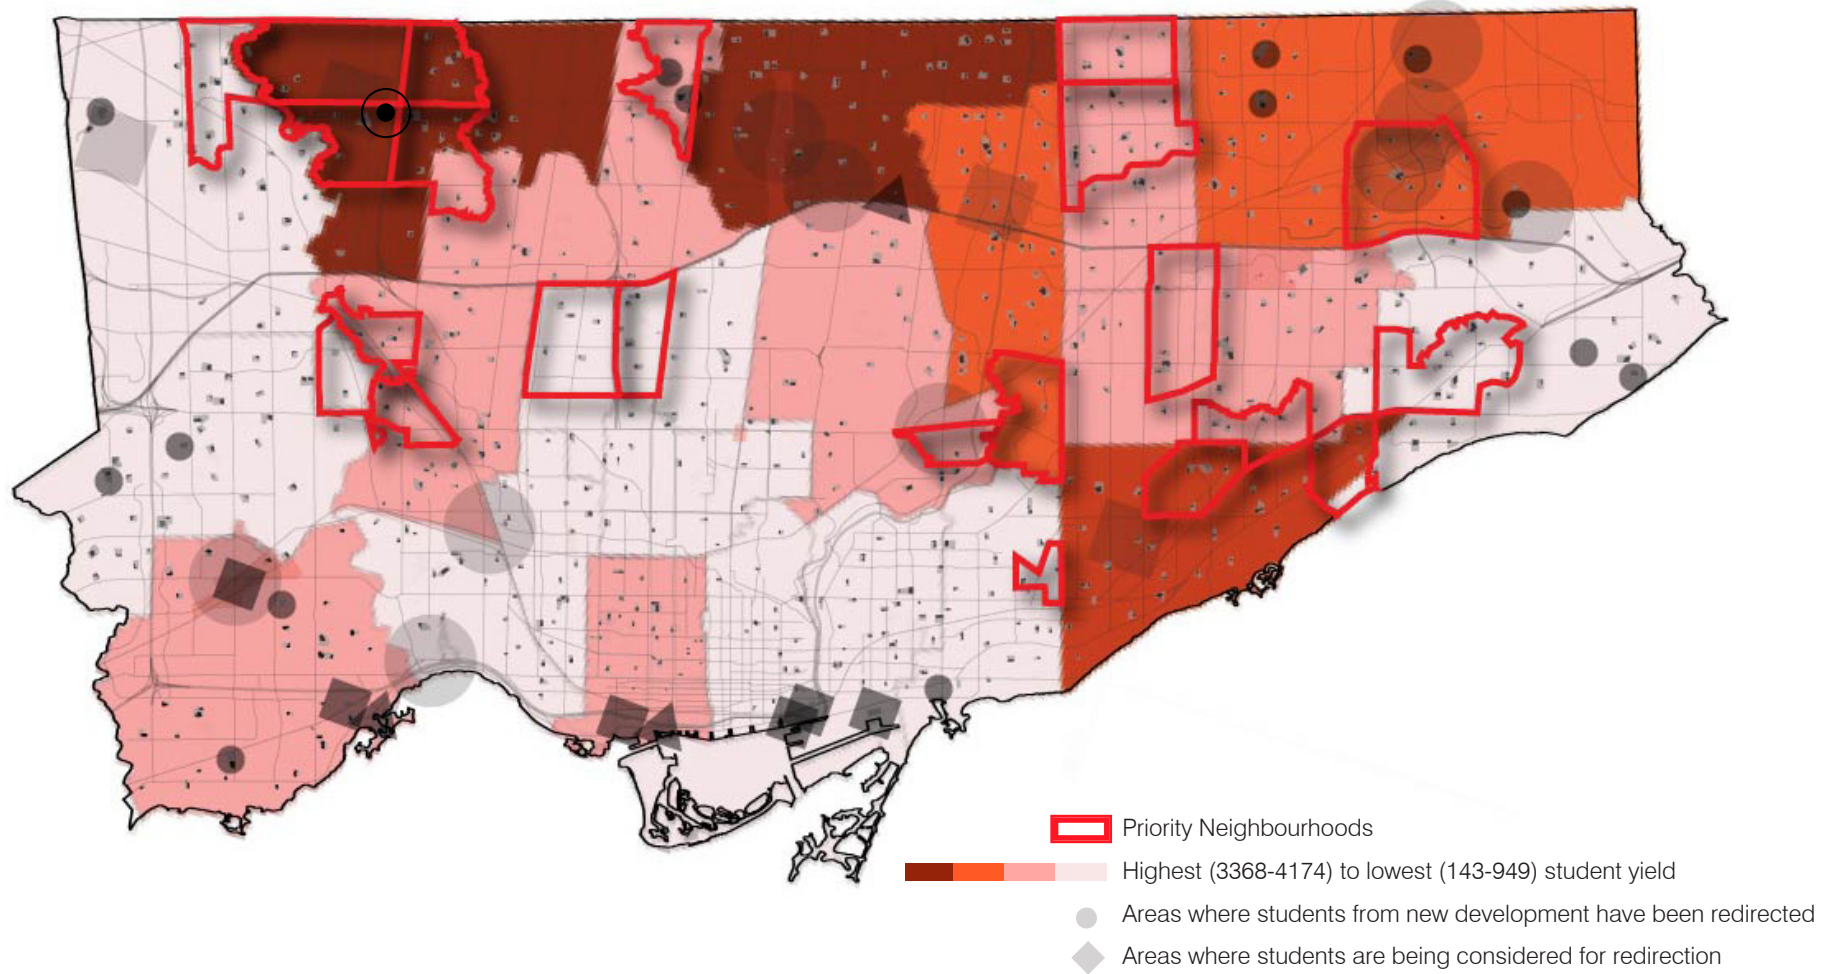 Priority Neighbourhoods
Highest (3368-4174) to lowest (143-949) student yield
Areas where students from new development have been redirected
Areas where students are being considered for redirection